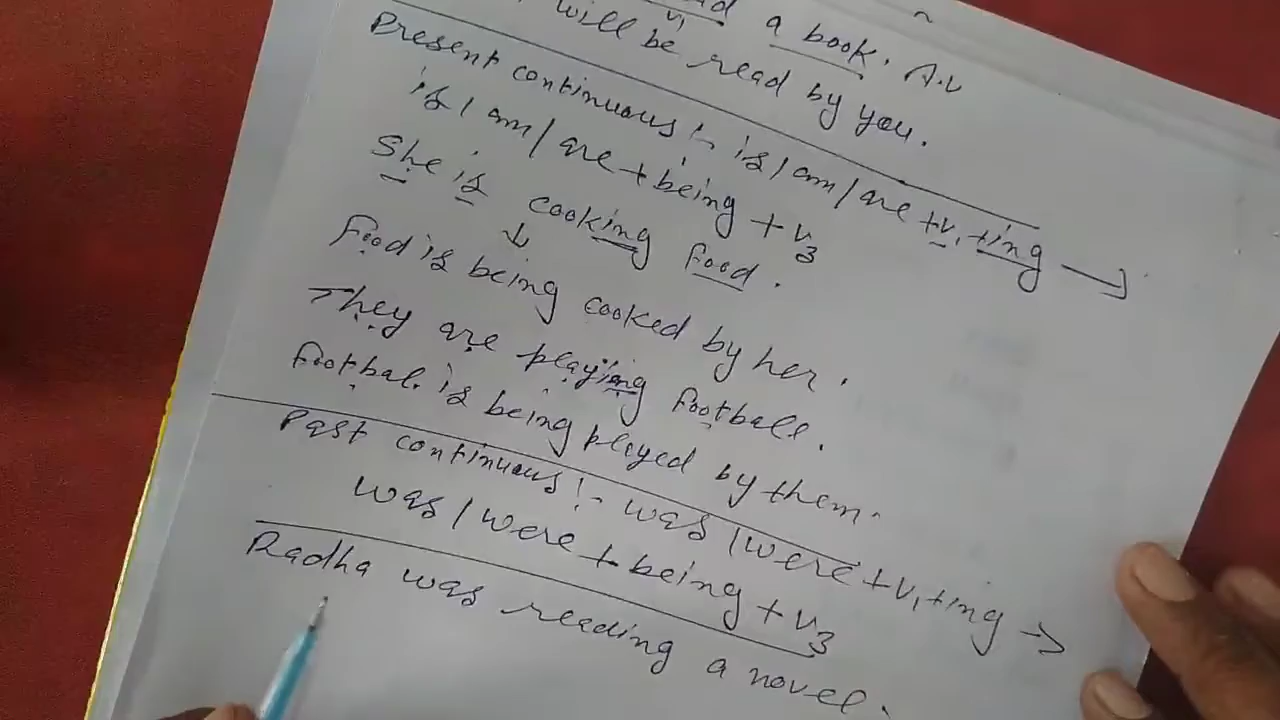 a book. A.V
will be read by you.
Present continuous :- is/am/are +V1 +ing →
is/am/are + being + V3
She is cooking food.
Food is being cooked by her.
They are playing football.
Footbal. is being played by them.
Past continuous :- was/were +V1 +ing →
was/were + being + V3
Radha was reading a novel.